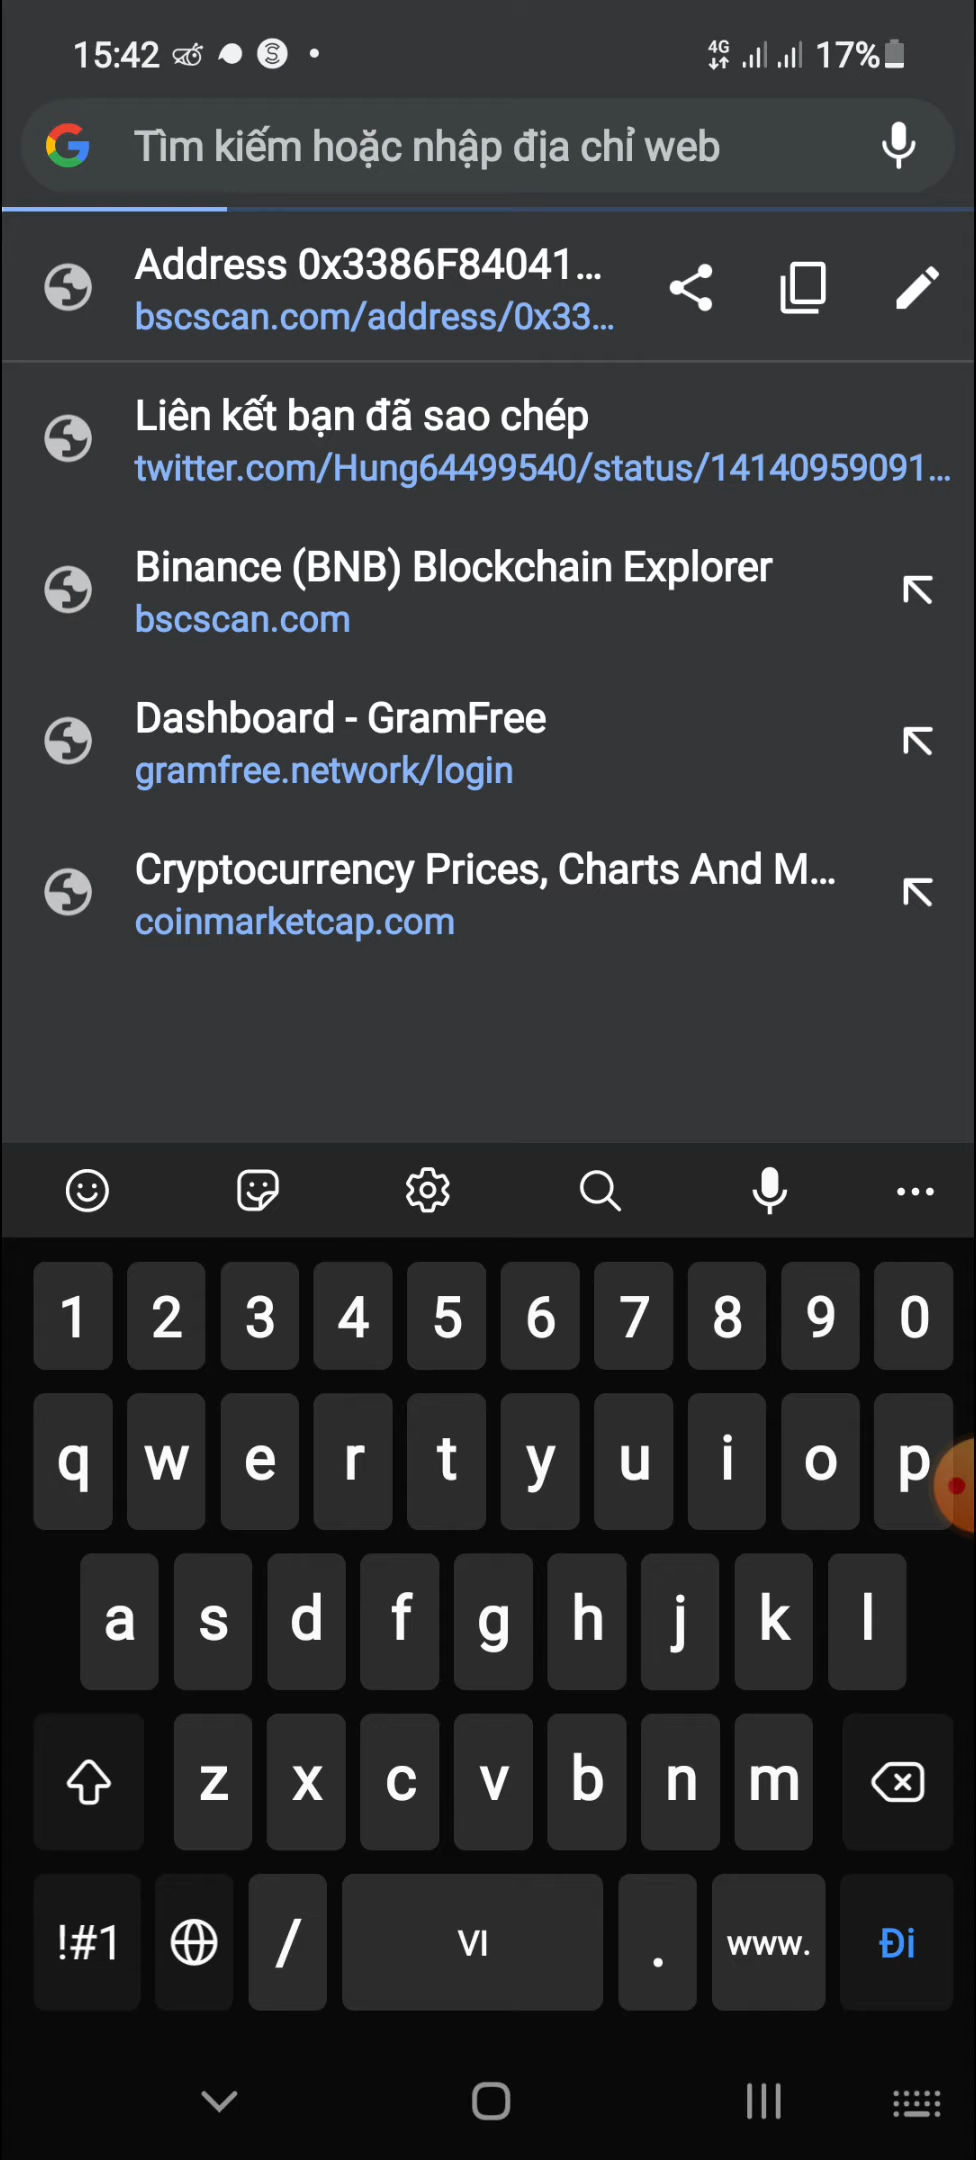 15:42 4G 17%
Tìm kiếm hoặc nhập địa chỉ web
Address 0x3386F84041...
bscscan.com/address/0x33...
Liên kết bạn đã sao chép
twitter.com/Hung64499540/status/14140959091...
Binance (BNB) Blockchain Explorer
bscscan.com
Dashboard - GramFree
gramfree.network/login
Cryptocurrency Prices, Charts And M...
coinmarketcap.com
1 2 3 4 5 6 7 8 9 0
q w e r t y u i o p
a s d f g h j k l
z x c v b n m
!#1 / VI . www. Đi